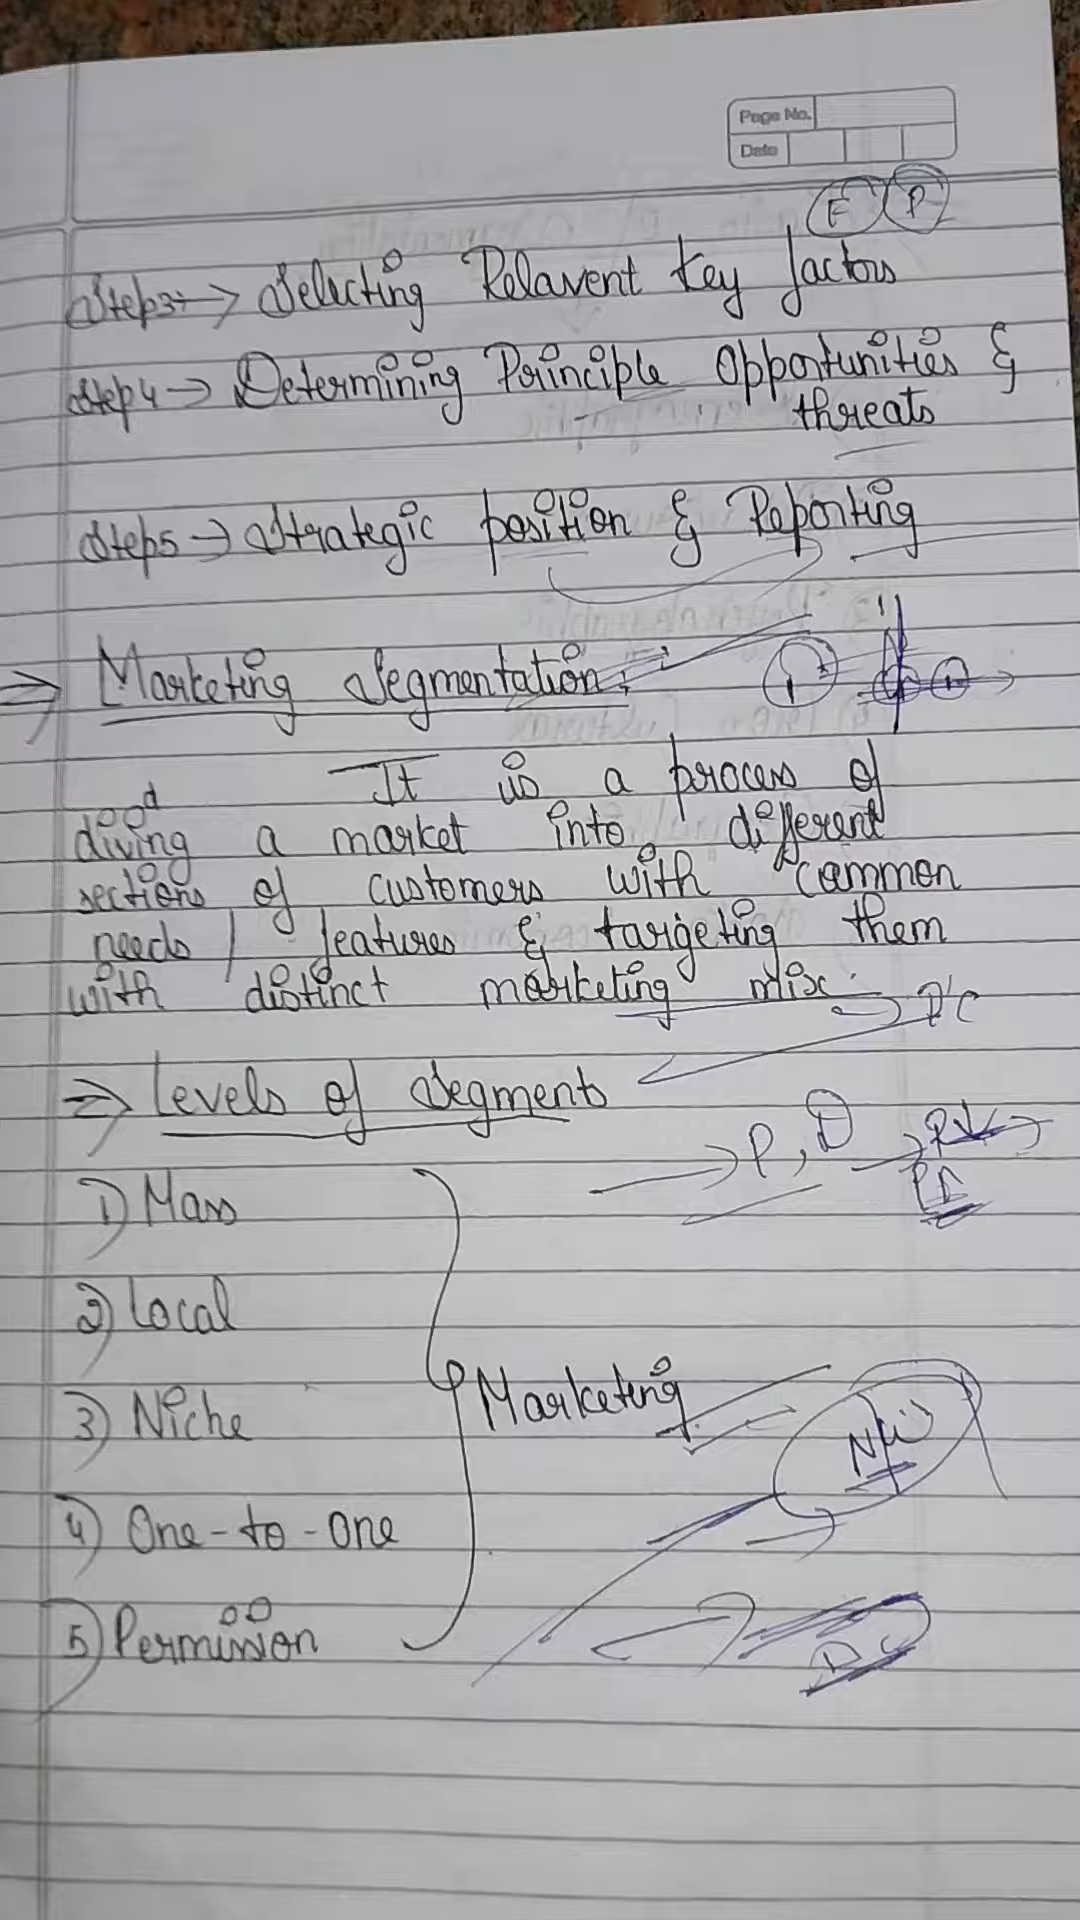 Page No.
Date
F P
Step3 → Selecting Relavent Key factors
Step4 → Determining Principle Opportunities &
threats
Step5 → Strategic position & Reporting
⇒ Marketing Segmentation :
It is a process of
diving d a market into different
sections of customers with common
needs / features & targeting them
with distinct marketing mix.
⇒ Levels of Segment
→ P, D →
1) Mass
2) Local
Marketing
3) Niche
4) One-to-One
5) Permission